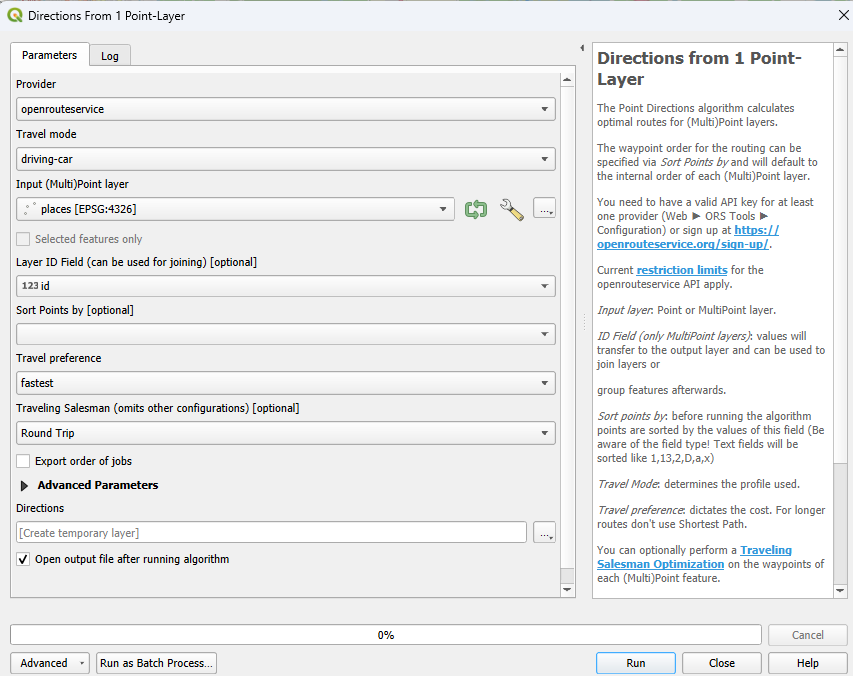 Directions From 1 Point-Layer
Parameters
Log
Provider
openrouteservice
Travel mode
driving-car
Input (Multi)Point layer
places [EPSG:4326]
...
Selected features only
Layer ID Field (can be used for joining) [optional]
123 id
Sort Points by [optional]
Travel preference
fastest
Traveling Salesman (omits other configurations) [optional]
Round Trip
Export order of jobs
Advanced Parameters
Directions
[Create temporary layer]
...
Open output file after running algorithm
Directions from 1 Point-
Layer
The Point Directions algorithm calculates
optimal routes for (Multi)Point layers.
The waypoint order for the routing can be
specified via Sort Points by and will default to
the internal order of each (Multi)Point layer.
You need to have a valid API key for at least
one provider (Web ► ORS Tools ►
Configuration) or sign up at https://
openrouteservice.org/sign-up/.
Current restriction limits for the
openrouteservice API apply.
Input layer: Point or MultiPoint layer.
ID Field (only MultiPoint layers): values will
transfer to the output layer and can be used to
join layers or
group features afterwards.
Sort points by: before running the algorithm
points are sorted by the values of this field (Be
aware of the field type! Text fields will be
sorted like 1,13,2,D,a,x)
Travel Mode: determines the profile used.
Travel preference: dictates the cost. For longer
routes don't use Shortest Path.
You can optionally perform a Traveling
Salesman Optimization on the waypoints of
each (Multi)Point feature.
0%
Cancel
Advanced
Run as Batch Process...
Run
Close
Help